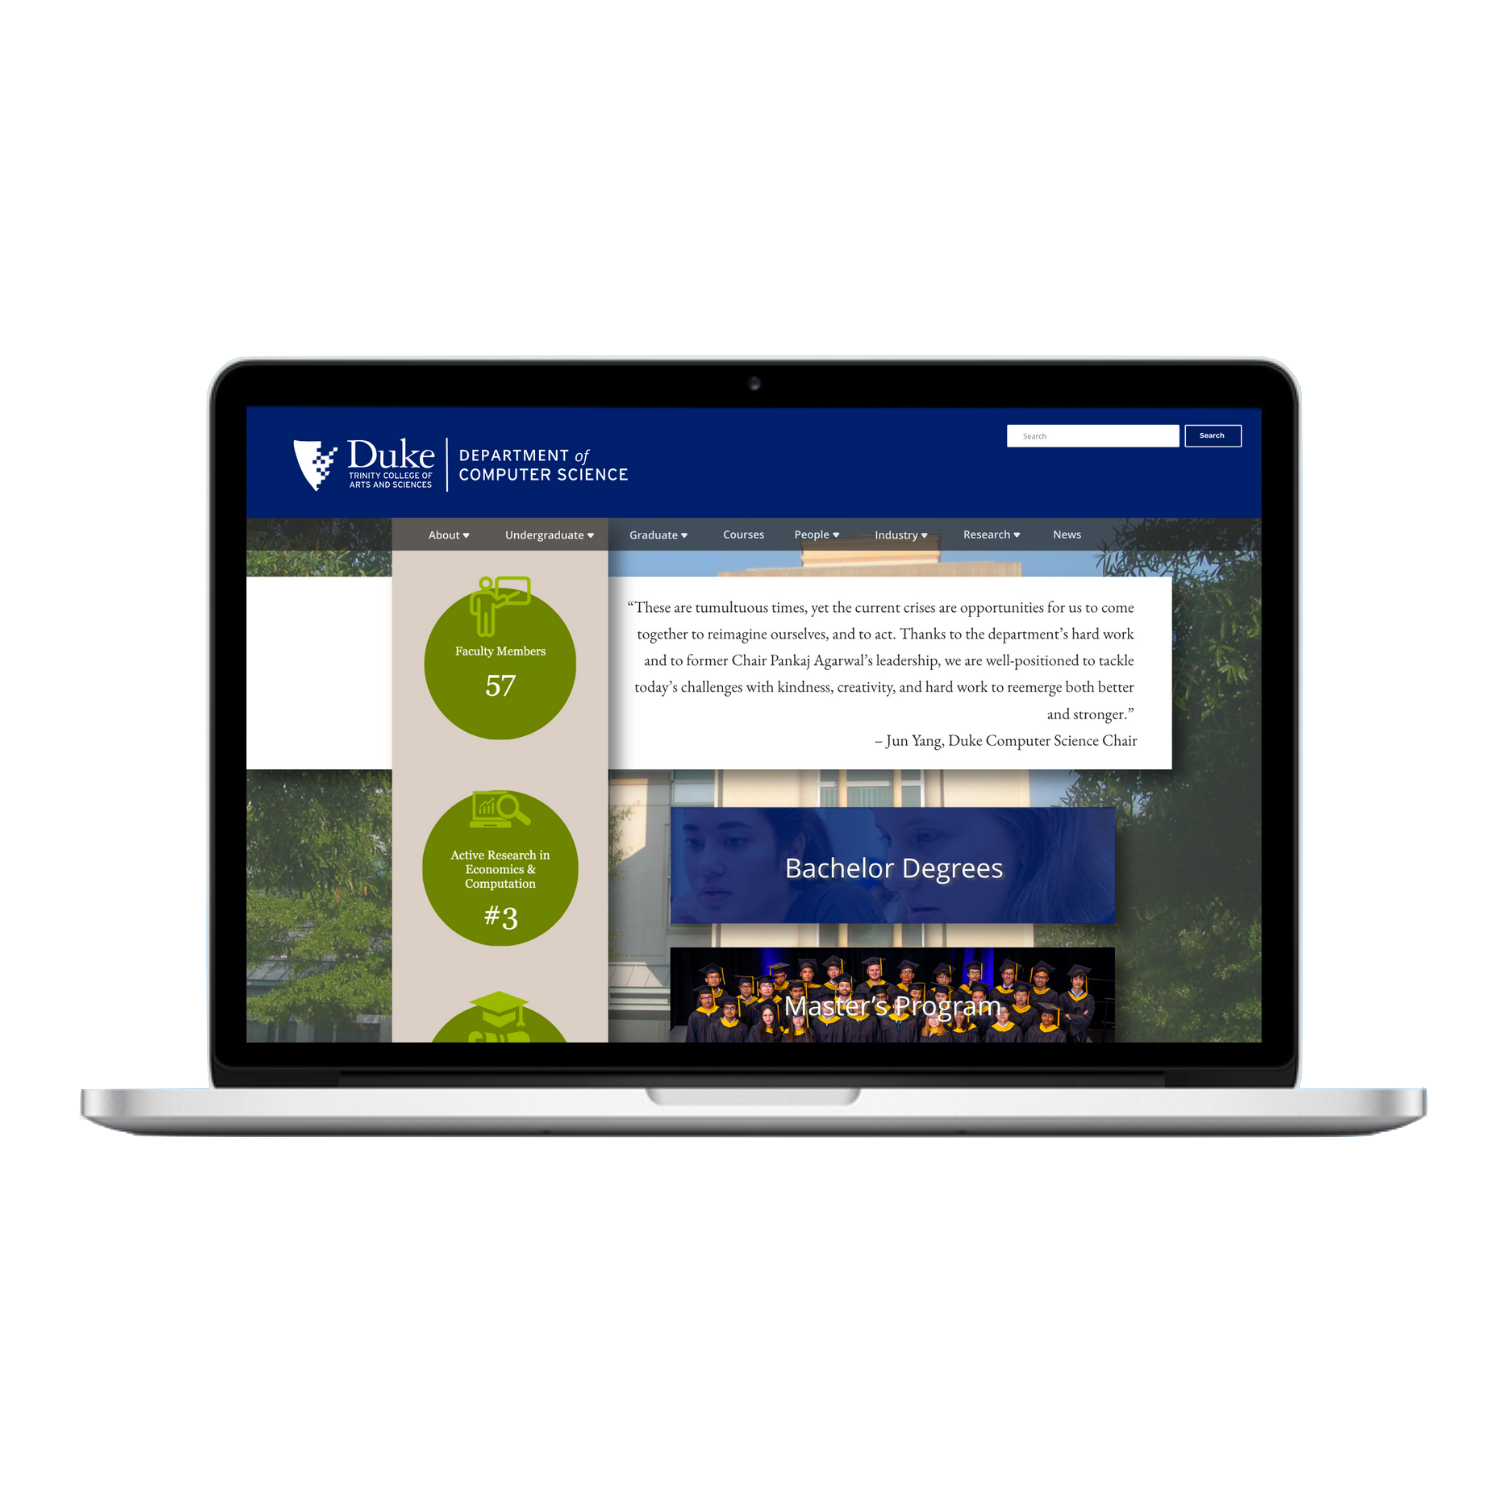 Duke
TRINITY COLLEGE OF
ARTS AND SCIENCES
DEPARTMENT of
COMPUTER SCIENCE
Search
Search
About
Undergraduate
Graduate
Courses
People
Industry
Research
News
Faculty Members
57
“These are tumultuous times, yet the current crises are opportunities for us to come
together to reimagine ourselves, and to act. Thanks to the department’s hard work
and to former Chair Pankaj Agarwal’s leadership, we are well-positioned to tackle
today’s challenges with kindness, creativity, and hard work to reemerge both better
and stronger.”
– Jun Yang, Duke Computer Science Chair
Active Research in
Economics &
Computation
#3
Bachelor Degrees
Master’s Program